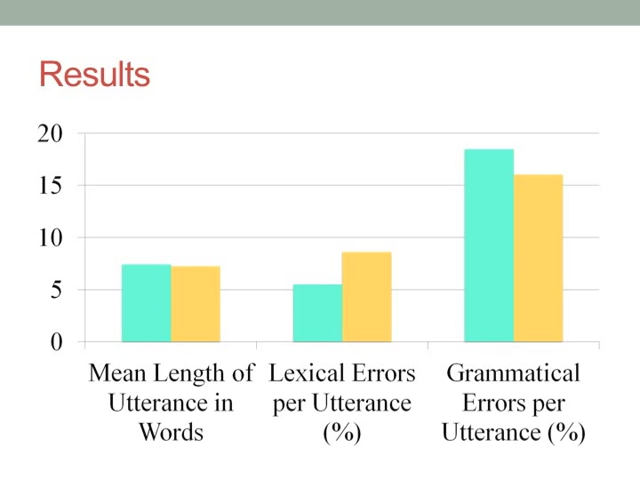 Results
20
15
10
5
0
Mean Length of
Utterance in
Words
Lexical Errors
per Utterance
(%)
Grammatical
Errors per
Utterance (%)